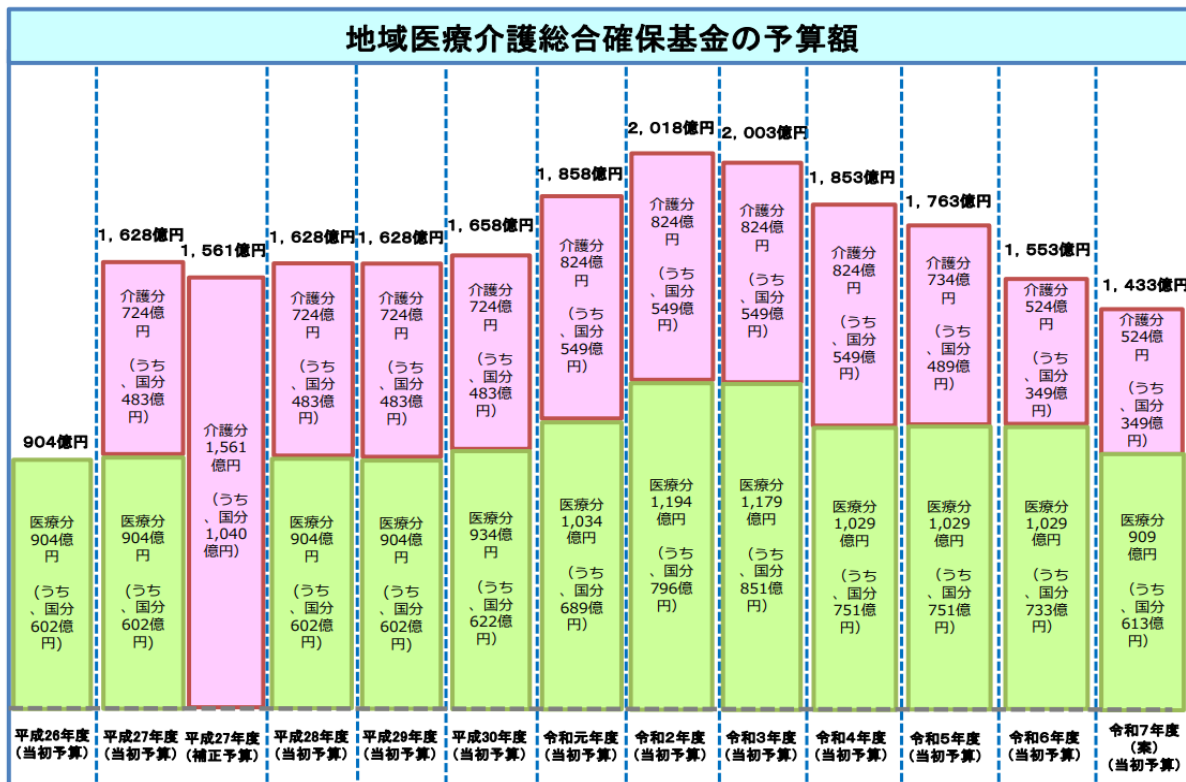 地域医療介護総合確保基金の予算額
904億円
医療分
904億
円
（うち
、国分
602億
円)
平成26年度
(当初予算)
1，628億円
介護分
724億
円
（うち
、国分
483億
円）
医療分
904億
円
（うち
、国分
602億
円)
平成27年度
(当初予算)
1，561億円
介護分
1,561
億円
（うち
、国分
1,040
億円）
平成27年度
(補正予算)
1，628億円
介護分
724億
円
（うち
、国分
483億
円）
医療分
904億
円
（うち
、国分
602億
円)
平成28年度
(当初予算)
1，628億円
介護分
724億
円
（うち
、国分
483億
円）
医療分
904億
円
（うち
、国分
602億
円)
平成29年度
(当初予算)
1，658億円
介護分
724億
円
（うち
、国分
483億
円）
医療分
934億
円
（うち
、国分
622億
円）
平成30年度
(当初予算)
1，858億円
介護分
824億
円
（うち
、国分
549億
円）
医療分
1,034
億円
（うち
、国分
689億
円）
令和元年度
(当初予算)
2，018億円
介護分
824億
円
（うち
、国分
549億
円）
医療分
1,194
億円
（うち
、国分
796億
円）
令和2年度
(当初予算)
2，003億円
介護分
824億
円
（うち
、国分
549億
円）
医療分
1,179
億円
（うち
、国分
851億
円）
令和3年度
(当初予算)
1，853億円
介護分
824億
円
（うち
、国分
549億
円）
医療分
1,029
億円
（うち
、国分
751億
円）
令和4年度
(当初予算)
1，763億円
介護分
734億
円
（うち
、国分
489億
円）
医療分
1,029
億円
（うち
、国分
751億
円）
令和5年度
(当初予算)
1，553億円
介護分
524億
円
（うち
、国分
349億
円）
医療分
1,029
億円
（うち
、国分
733億
円）
令和6年度
(当初予算)
1，433億円
介護分
524億
円
（うち
、国分
349億
円）
医療分
909
億円
（うち
、国分
613億
円）
令和7年度
(案)
(当初予算)